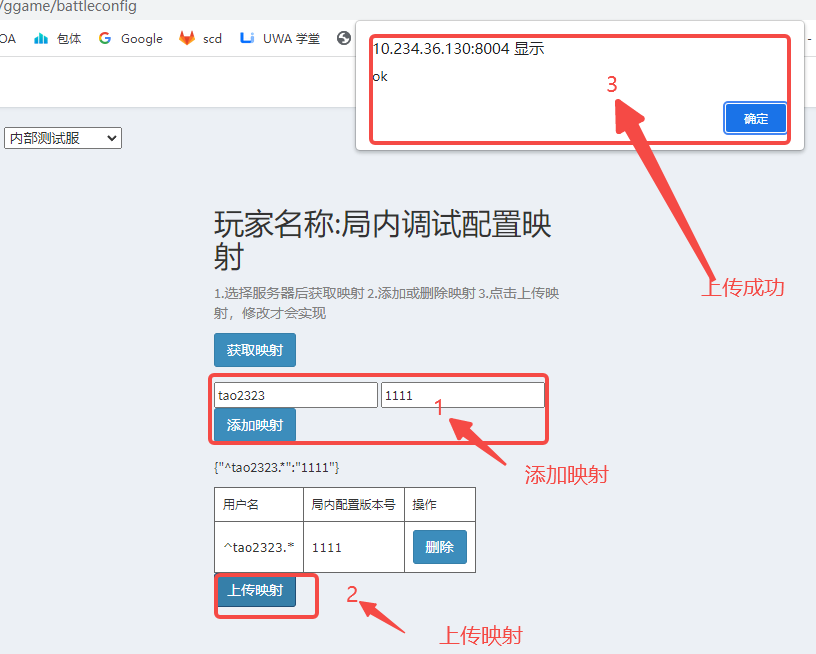 /ggame/battleconfig
OA 包体 Google scd UWA 学堂
10.234.36.130:8004 显示
ok
3
确定
内部测试服
玩家名称:局内调试配置映
射
上传成功
1.选择服务器后获取映射 2.添加或删除映射 3.点击上传映
射，修改才会实现
获取映射
tao2323 1111
1
添加映射
添加映射
{"^tao2323.*":"1111"}
用户名 局内配置版本号 操作
^tao2323.* 1111 删除
上传映射
2
上传映射